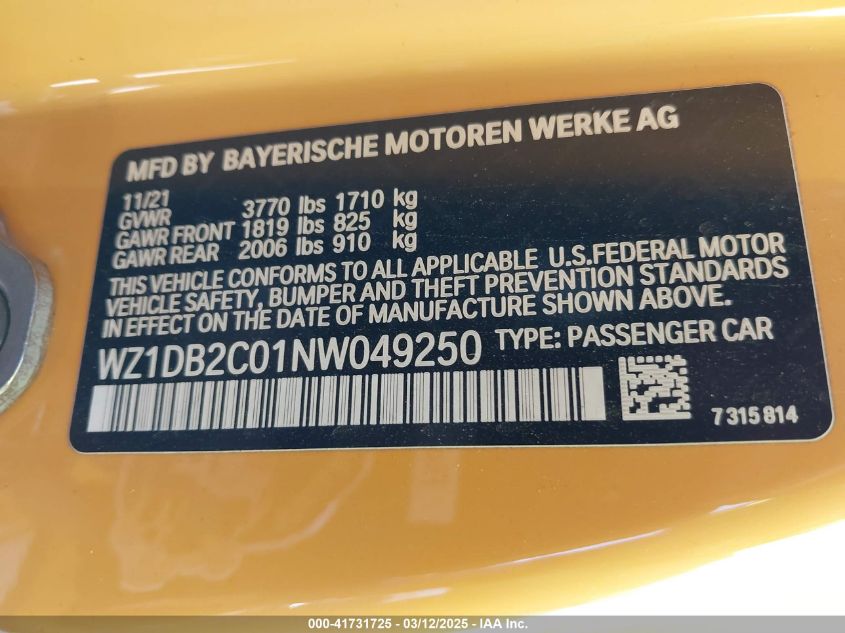 MFD BY BAYERISCHE MOTOREN WERKE AG
11/21
GVWR 3770 lbs 1710 kg
GAWR FRONT 1819 lbs 825 kg
GAWR REAR 2006 lbs 910 kg
THIS VEHICLE CONFORMS TO ALL APPLICABLE U.S.FEDERAL MOTOR
VEHICLE SAFETY, BUMPER AND THEFT PREVENTION STANDARDS
IN EFFECT ON THE DATE OF MANUFACTURE SHOWN ABOVE.
WZ1DB2C01NW049250 TYPE: PASSENGER CAR
7 315 814
000-41731725 - 03/12/2025 - IAA Inc.